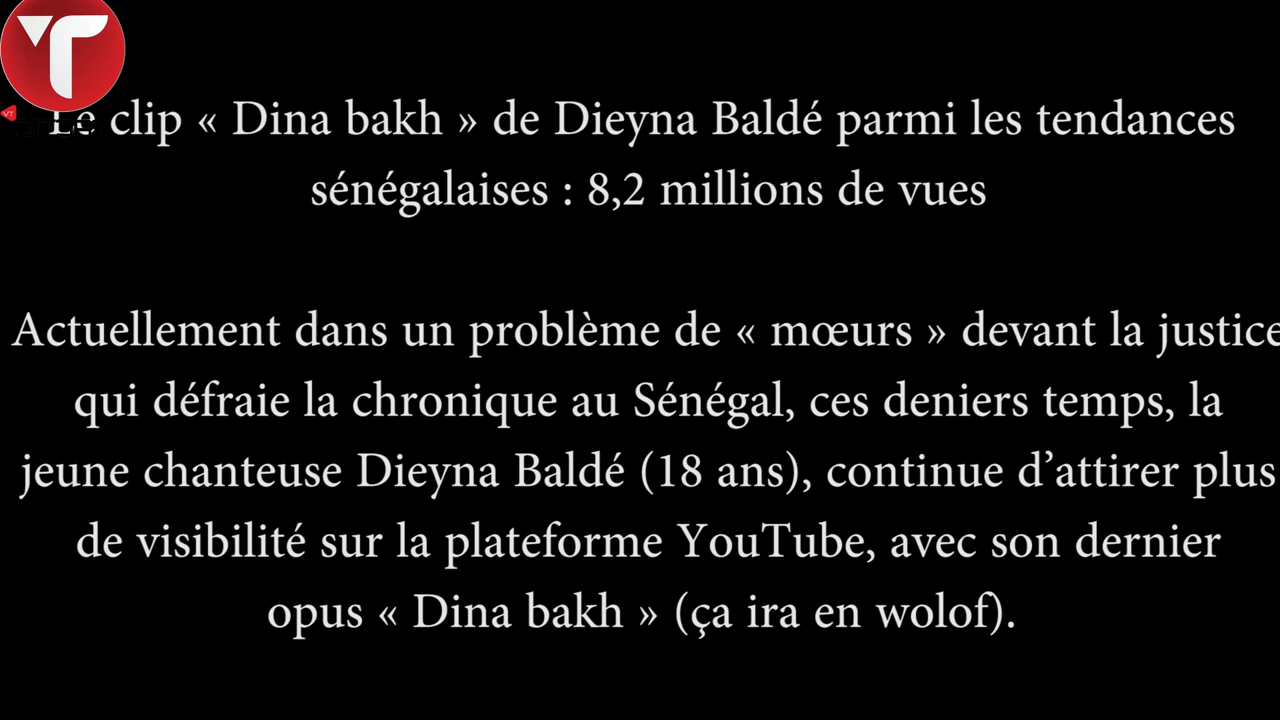 Le clip « Dina bakh » de Dieyna Baldé parmi les tendances
sénégalaises : 8,2 millions de vues
Actuellement dans un problème de « mœurs » devant la justice
qui défraie la chronique au Sénégal, ces deniers temps, la
jeune chanteuse Dieyna Baldé (18 ans), continue d’attirer plus
de visibilité sur la plateforme YouTube, avec son dernier
opus « Dina bakh » (ça ira en wolof).